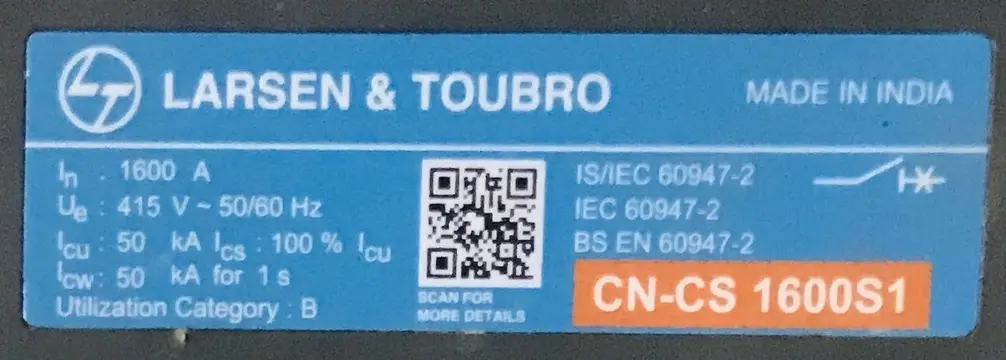 LT LARSEN & TOUBRO
MADE IN INDIA
In : 1600 A
Ue : 415 V ~ 50/60 Hz
Icu : 50 kA Ics : 100 % Icu
Icw: 50 kA for 1 s
Utilization Category : B
SCAN FOR
MORE DETAILS
IS/IEC 60947-2
IEC 60947-2
BS EN 60947-2
CN-CS 1600S1